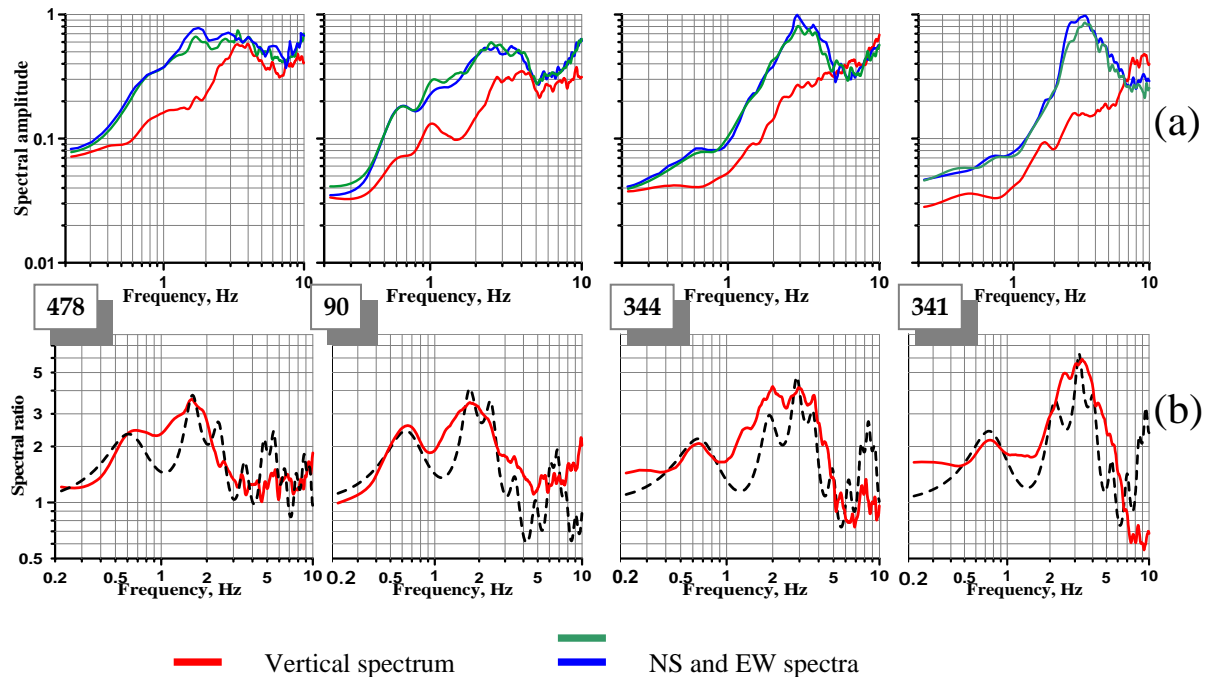 1
0.1
0.01
Spectral amplitude
1 10
1 10
1 10
1 10
Frequency, Hz
Frequency, Hz
Frequency, Hz
Frequency, Hz
(a)
478
90
344
341
5
3
2
1
0.5
Spectral ratio
0.2 0.5 1 2 5 10
0.2 0.5 1 2 5 10
0.2 0.5 1 2 5 10
0.2 0.5 1 2 5 10
Frequency, Hz
Frequency, Hz
Frequency, Hz
Frequency, Hz
(b)
Vertical spectrum
NS and EW spectra